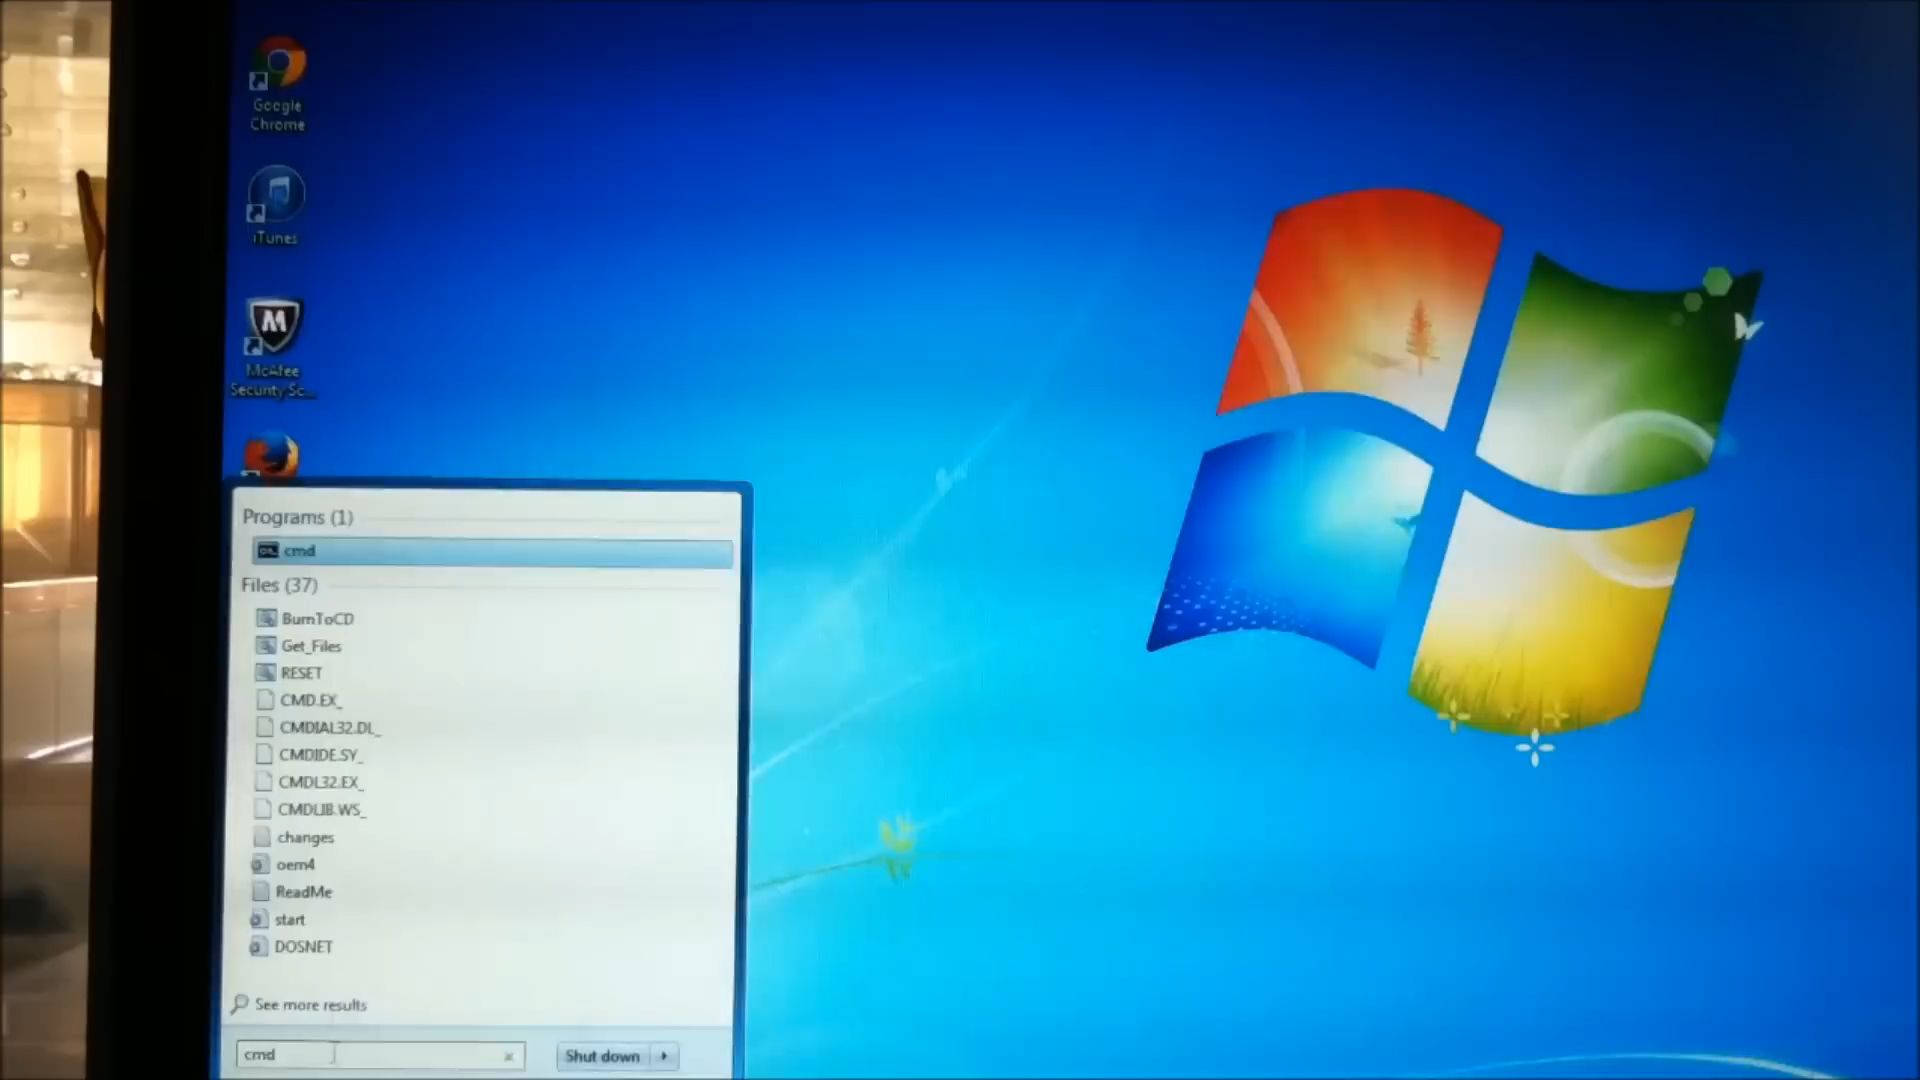 Google
Chrome
iTunes
McAfee
Security Sc...
Programs (1)
cmd
Files (37)
BurnToCD
Get_Files
RESET
CMD.EX_
CMDIAL32.DL_
CMDIDE.SY_
CMDL32.EX_
CMDLIB.WS_
changes
oem4
ReadMe
start
DOSNET
See more results
cmd
Shut down